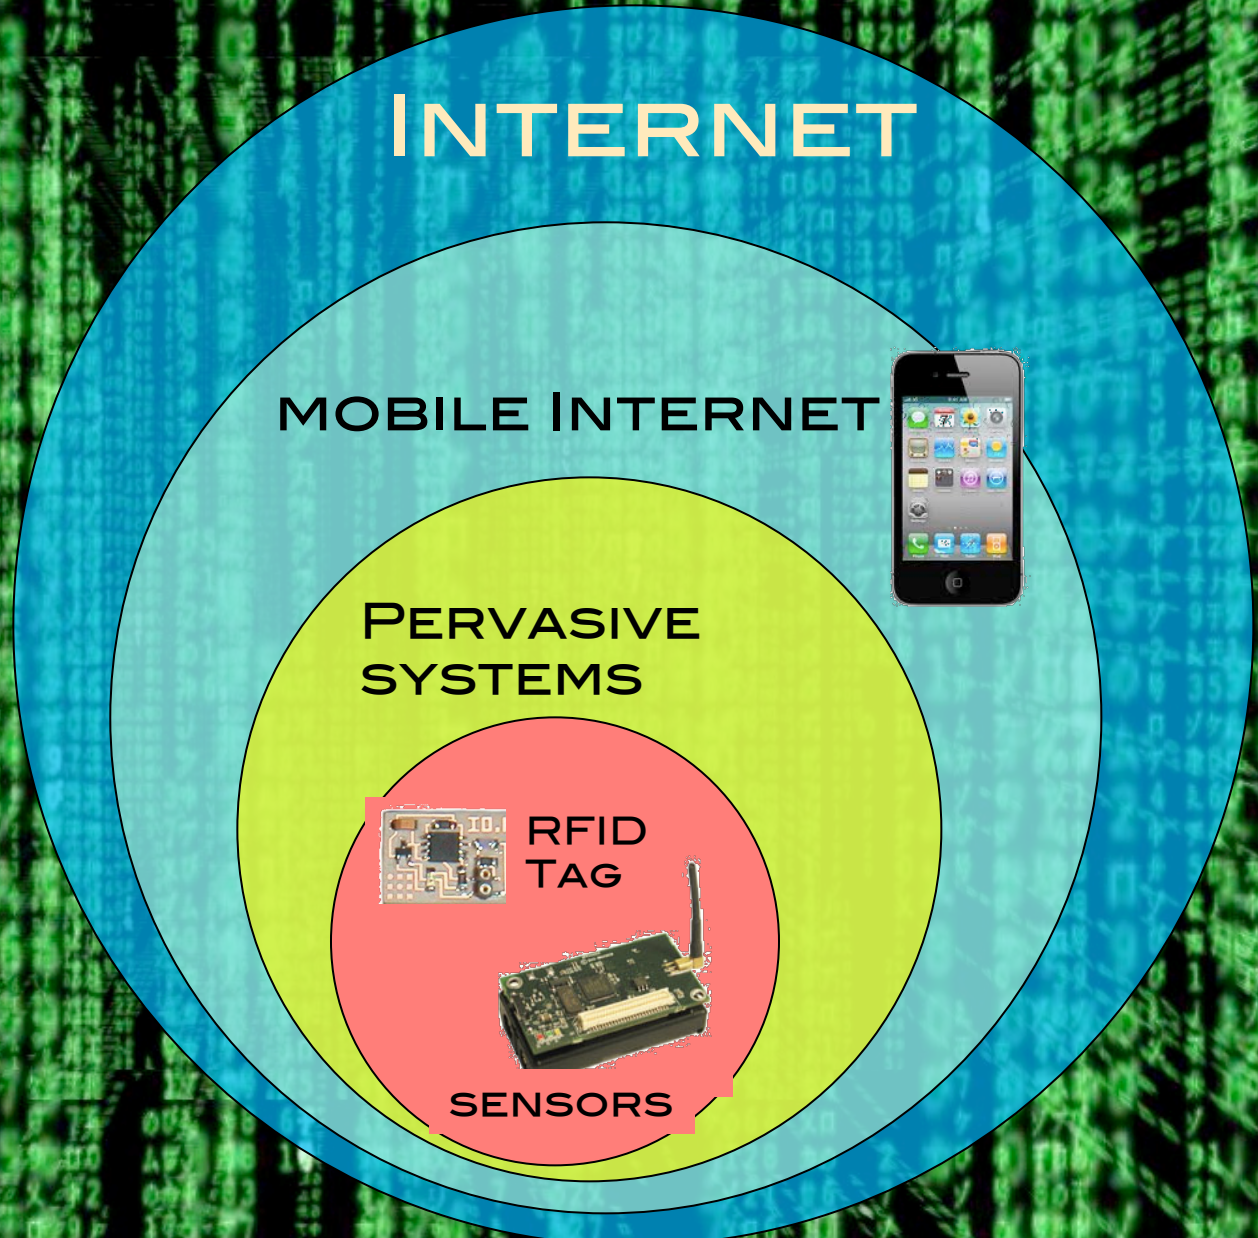 INTERNET
MOBILE INTERNET
PERVASIVE
SYSTEMS
RFID
TAG
SENSORS